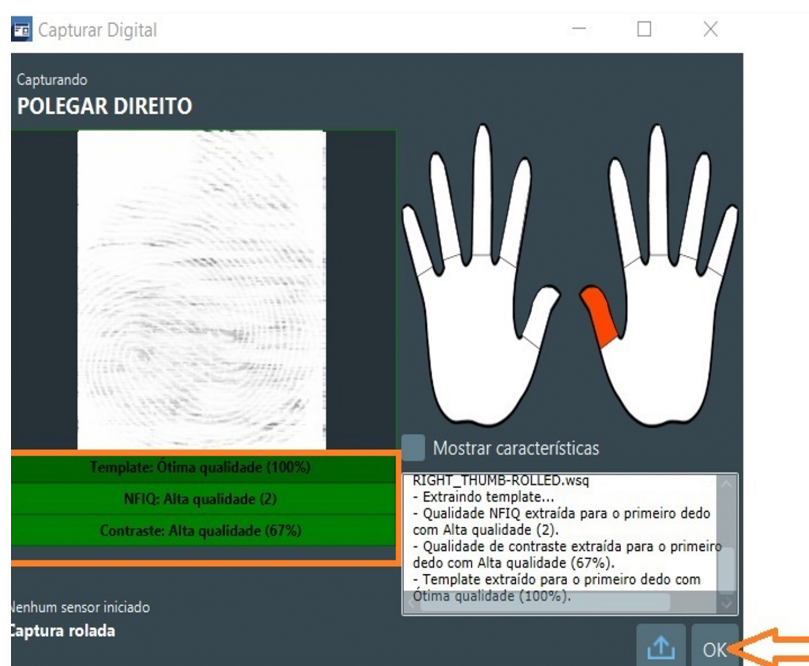 Capturar Digital
Capturando
POLEGAR DIREITO
Template: Ótima qualidade (100%)
NFIQ: Alta qualidade (2)
Contraste: Alta qualidade (67%)
Nenhum sensor iniciado
Captura rolada
Mostrar características
RIGHT_THUMB-ROLLED.wsq
- Extraindo template...
- Qualidade NFIQ extraída para o primeiro dedo
com Alta qualidade (2).
- Qualidade de contraste extraída para o primeiro
dedo com Alta qualidade (67%).
- Template extraído para o primeiro dedo com
Ótima qualidade (100%).
OK